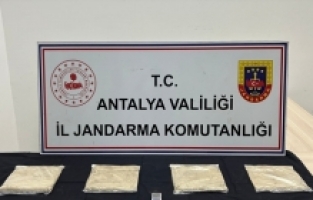 T.C.
ANTALYA VALİLİĞİ
İL JANDARMA KOMUTANLIĞI